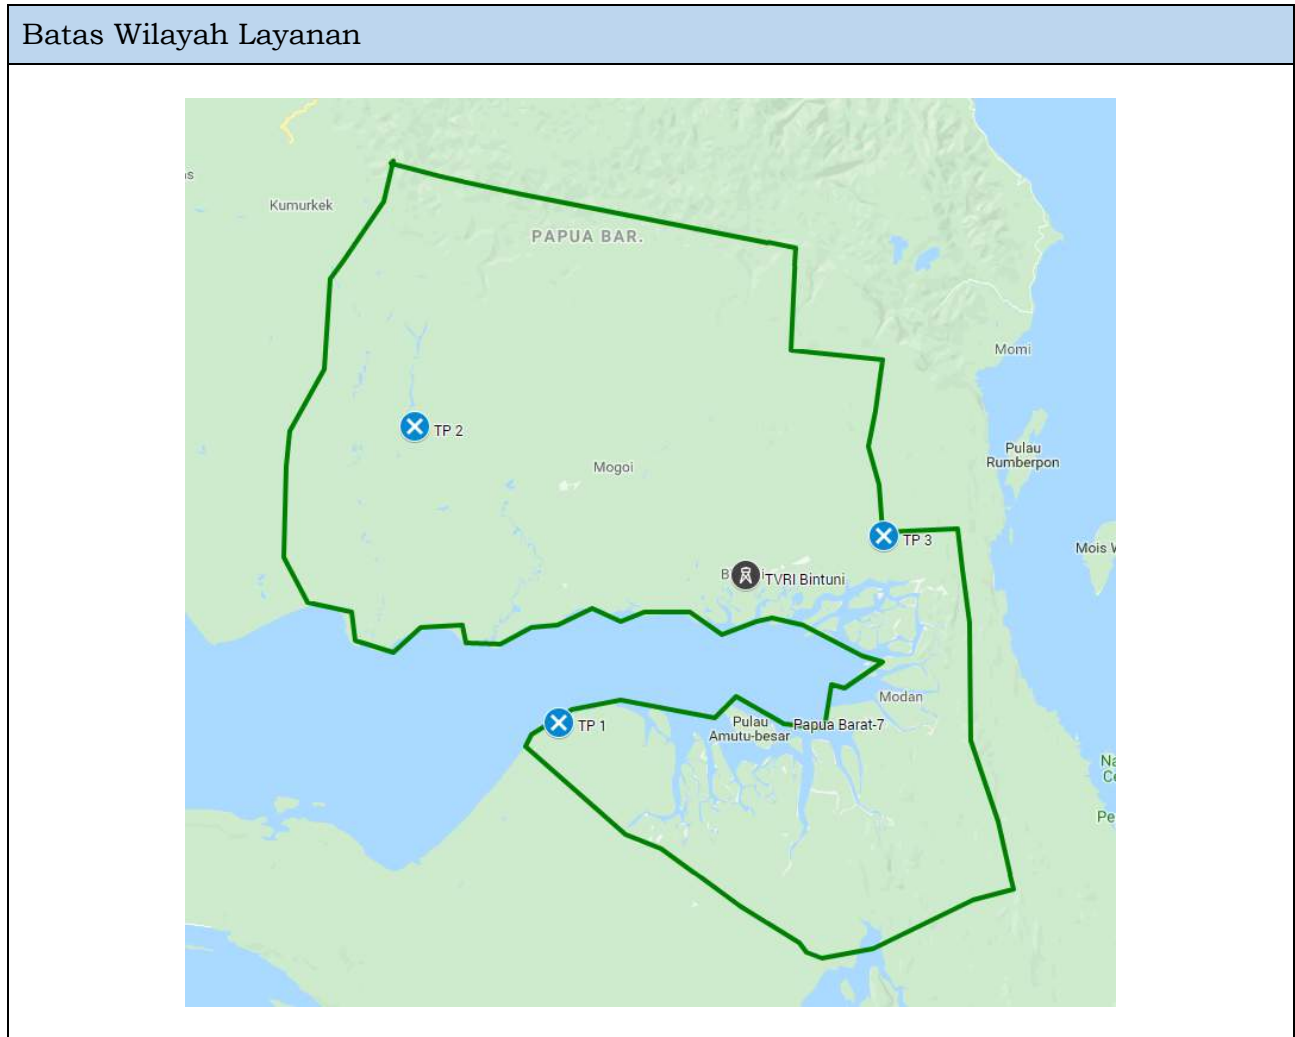 Batas Wilayah Layanan
Kumurkek
PAPUA BAR.
Momi
TP 2
Pulau
Rumberpon
Mogoi
TP 3
Mois
TVRI Bintuni
Modan
TP 1
Pulau
Amutu-besar
Papua Barat-7